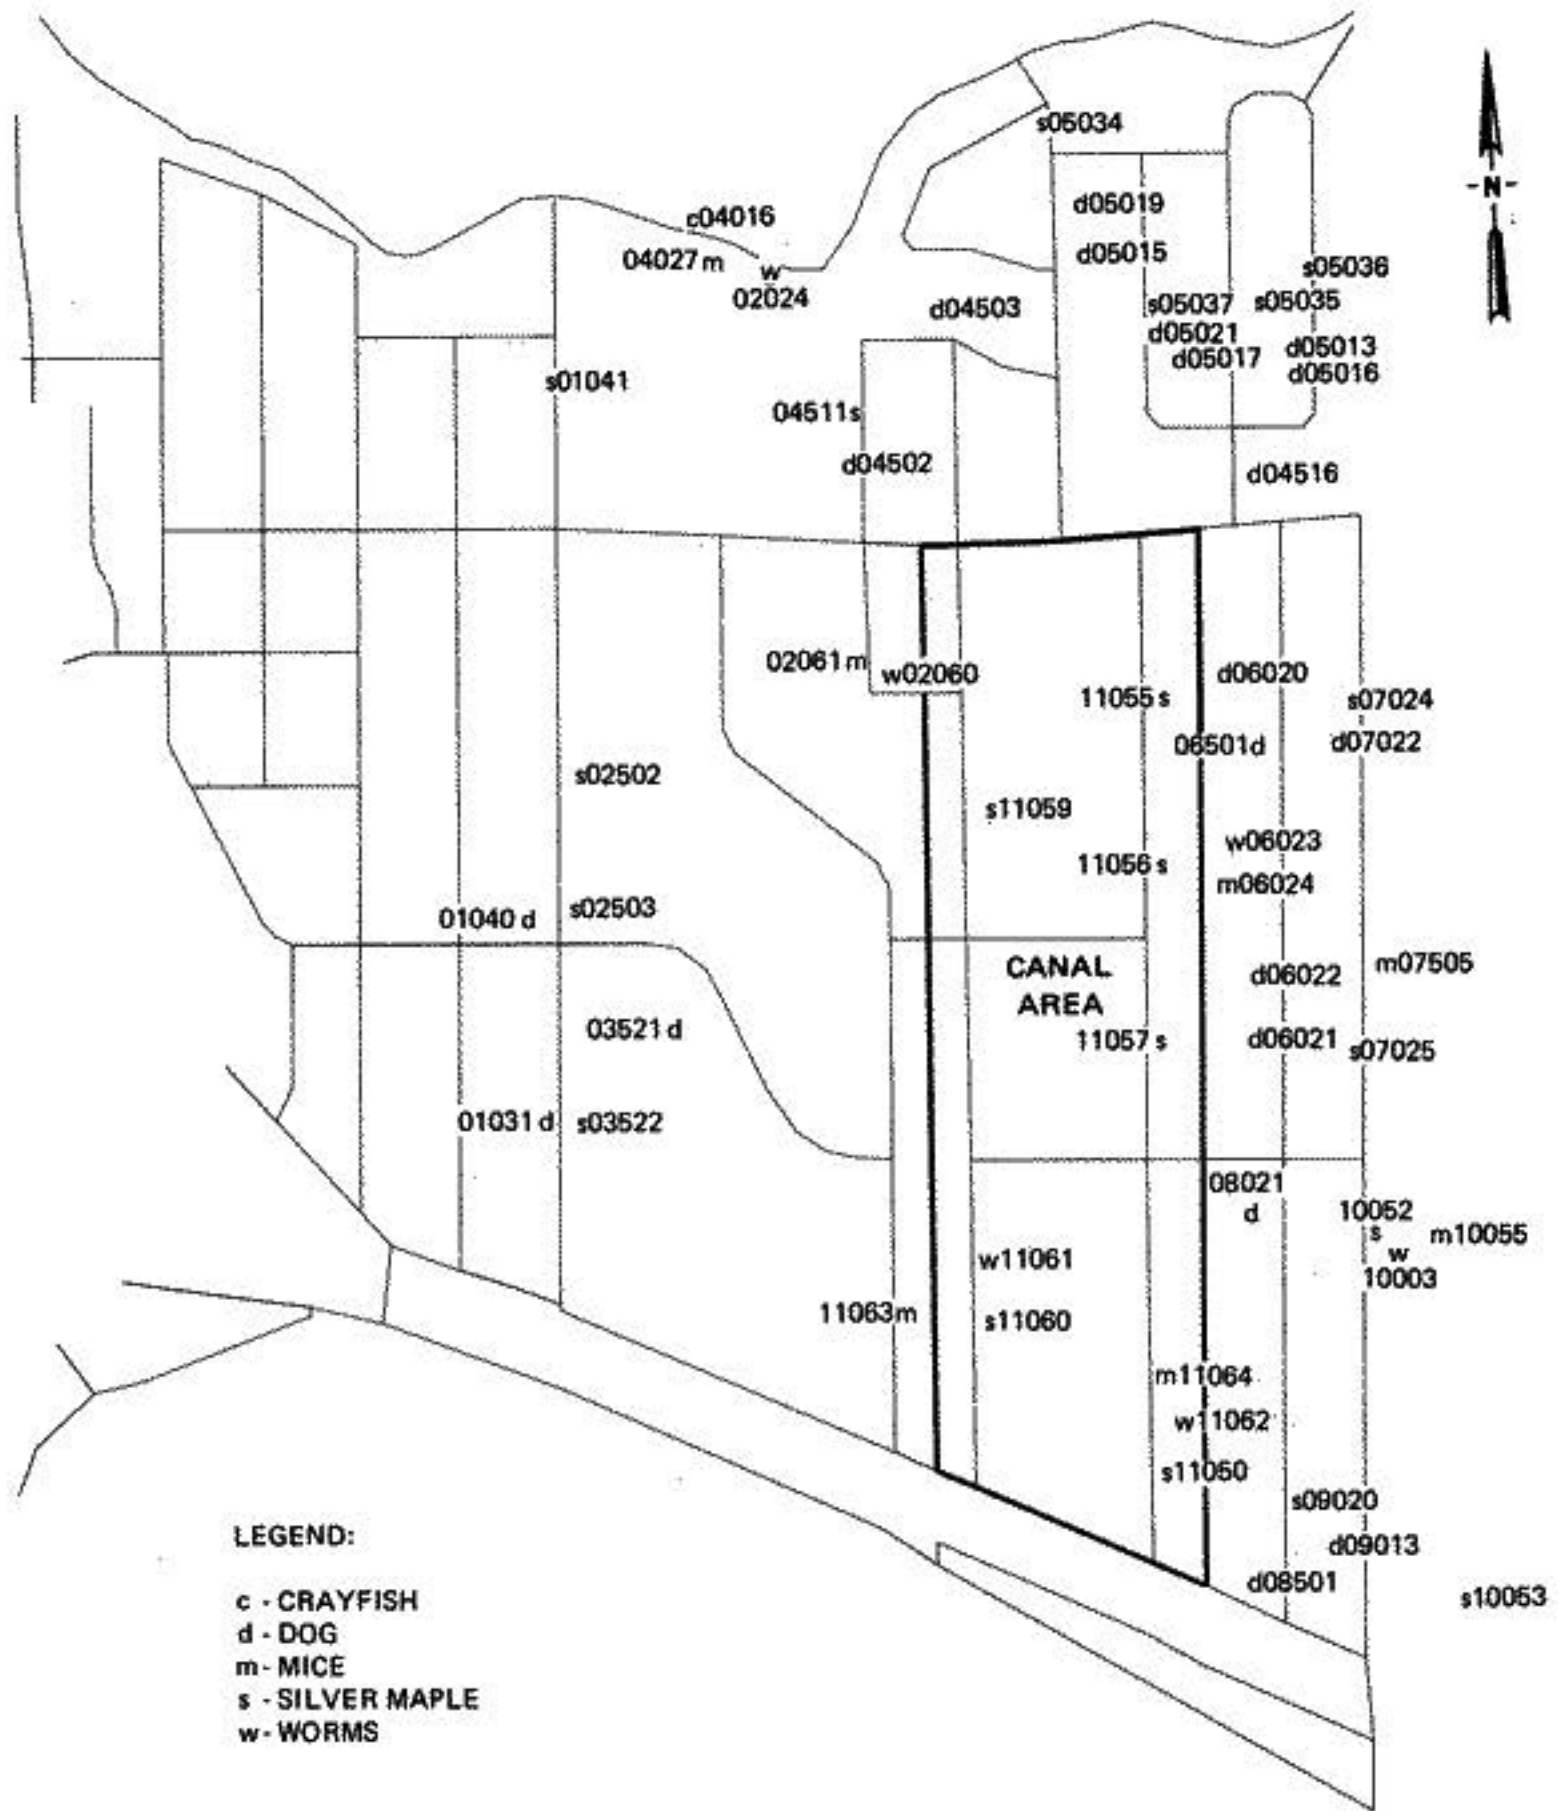 s05034
-N-
d05019
c04016
d05015
04027 m
s05036
w
02024
s05037
s05035
d04503
d05021
d05013
d05017
d05016
s01041
04511s
d04502
d04516
02061 m
w02060
d06020
11055 s
s07024
06501d
d07022
s02502
s11059
w06023
11056 s
m06024
s02503
01040 d
CANAL
AREA
m07505
d06022
03521 d
11057 s
d06021
s07025
01031 d
s03522
08021
d
10052
s
m10055
w
10003
w11061
11063m
s11060
m11064
w11062
s11050
s09020
d09013
d08501
s10053
LEGEND:
c - CRAYFISH
d - DOG
m - MICE
s - SILVER MAPLE
w - WORMS